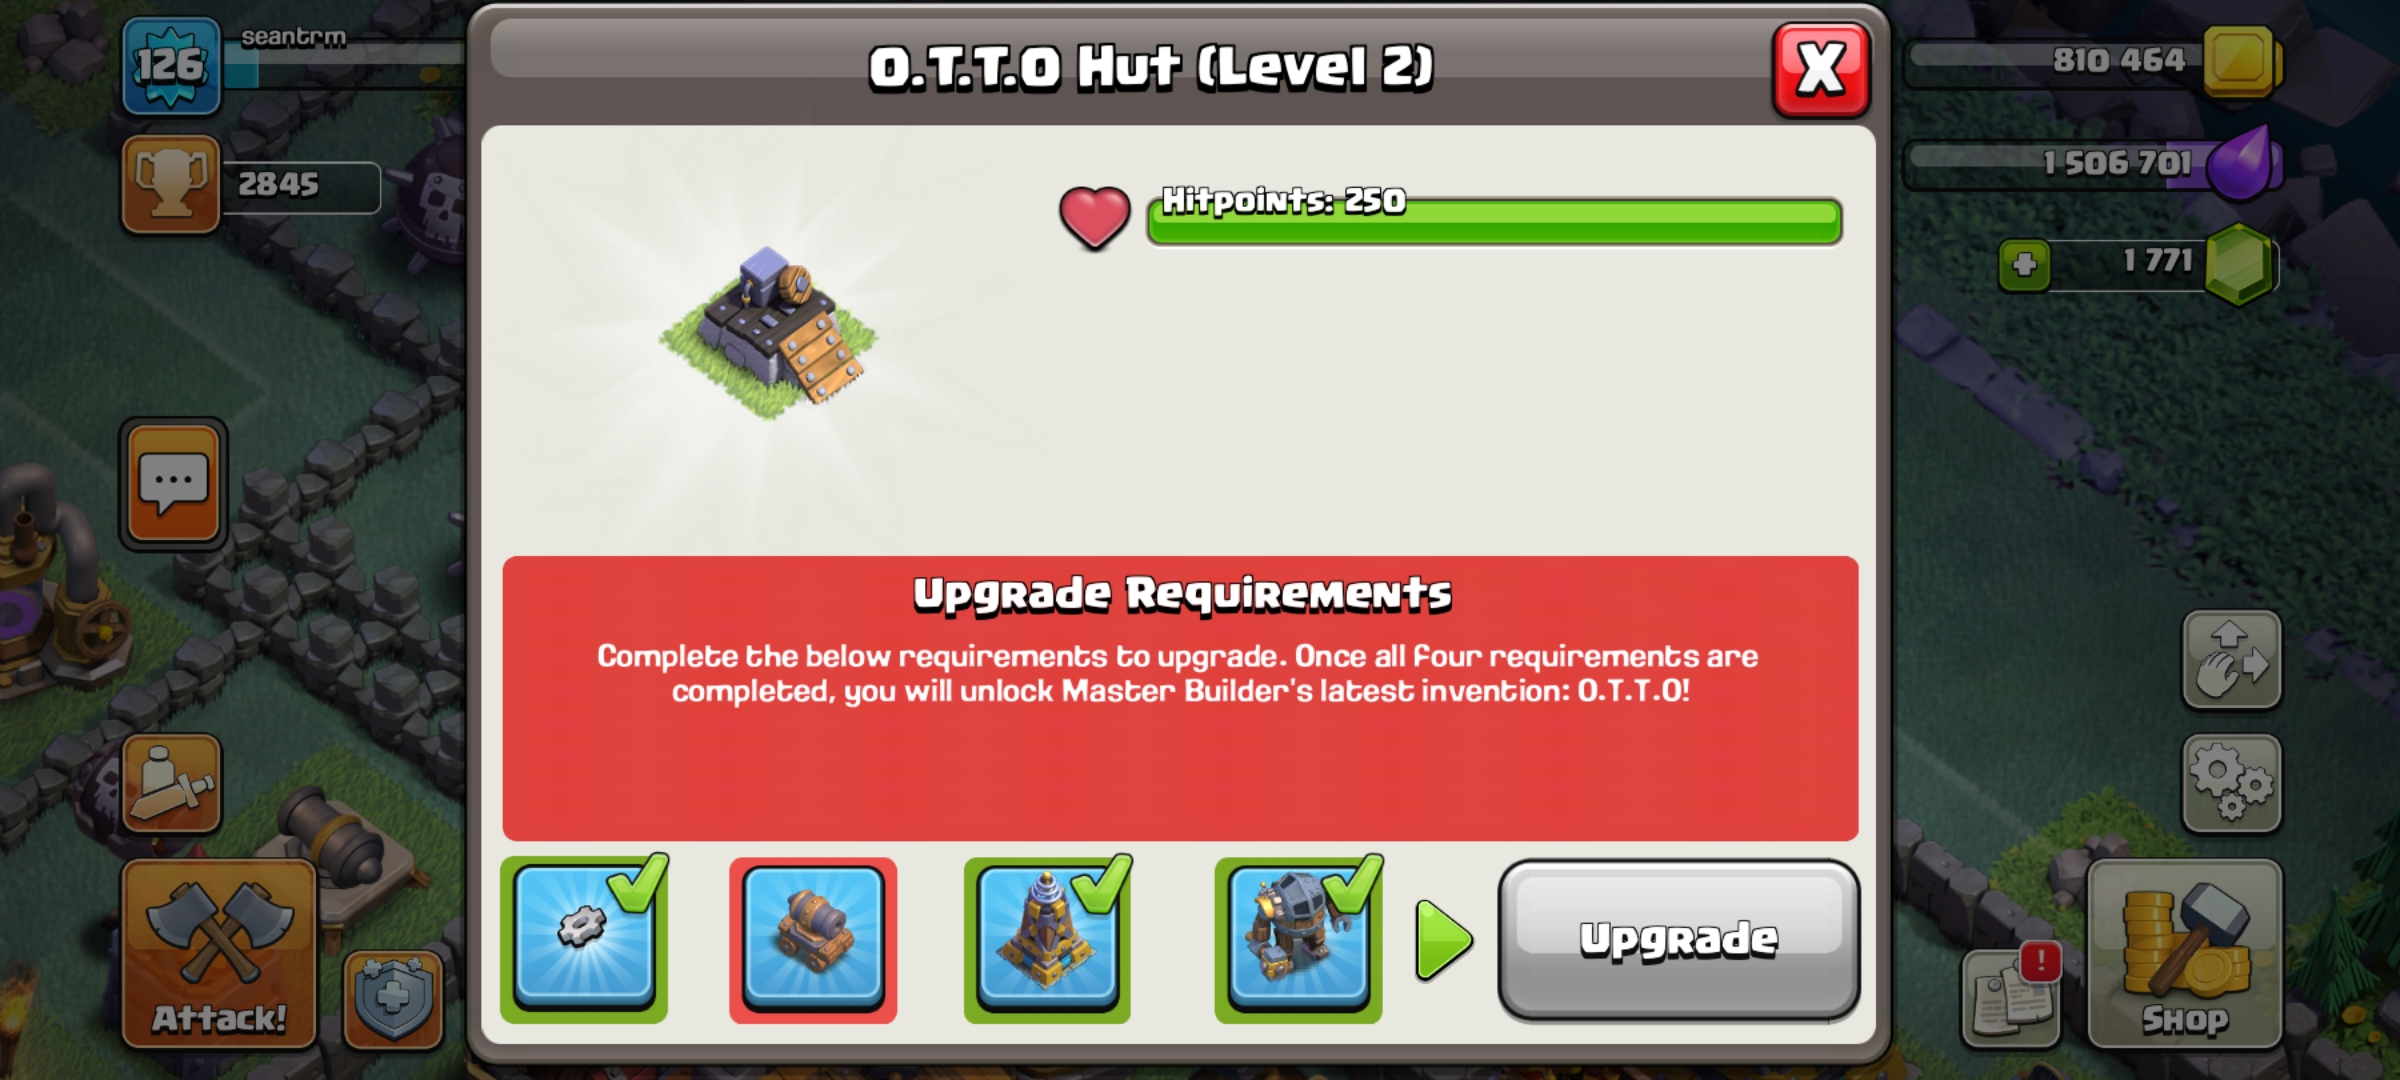 126
seantrm
2845
O.T.T.O Hut (Level 2)
X
810 464
1 506 701
1 771
Hitpoints: 250
Upgrade Requirements
Complete the below requirements to upgrade. Once all four requirements are
completed, you will unlock Master Builder's latest invention: O.T.T.O!
Upgrade
Attack!
!
Shop